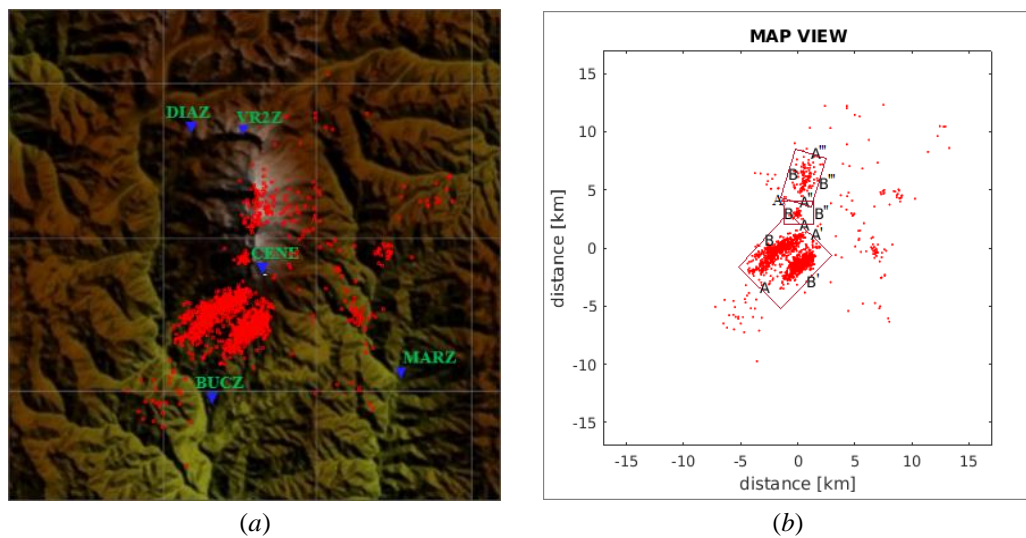 DIAZ
VR2Z
CENE
MARZ
BUCZ
(a)
MAP VIEW
distance [km]
15
10
5
0
-5
-10
-15
A'''
B
B'''
A
A''
B
B''
A
A'
B
A
B'
-15
-10
-5
0
5
10
15
distance [km]
(b)